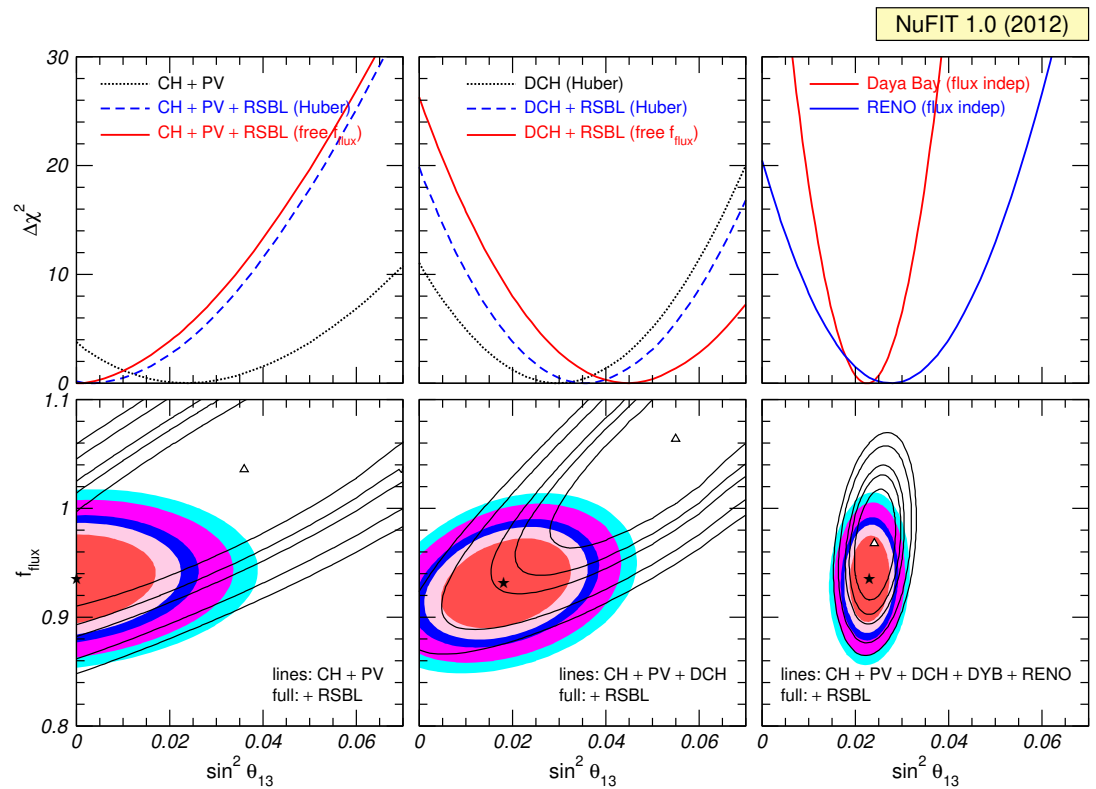 NuFIT 1.0 (2012)
30
20
10
0
Δχ²
CH + PV
CH + PV + RSBL (Huber)
CH + PV + RSBL (free f_flux)
DCH (Huber)
DCH + RSBL (Huber)
DCH + RSBL (free f_flux)
Daya Bay (flux indep)
RENO (flux indep)
1.1
1
0.9
0.8
f_flux
lines: CH + PV
full: + RSBL
lines: CH + PV + DCH
full: + RSBL
lines: CH + PV + DCH + DYB + RENO
full: + RSBL
0 0.02 0.04 0.06
0 0.02 0.04 0.06
0 0.02 0.04 0.06
sin² θ₁₃
sin² θ₁₃
sin² θ₁₃